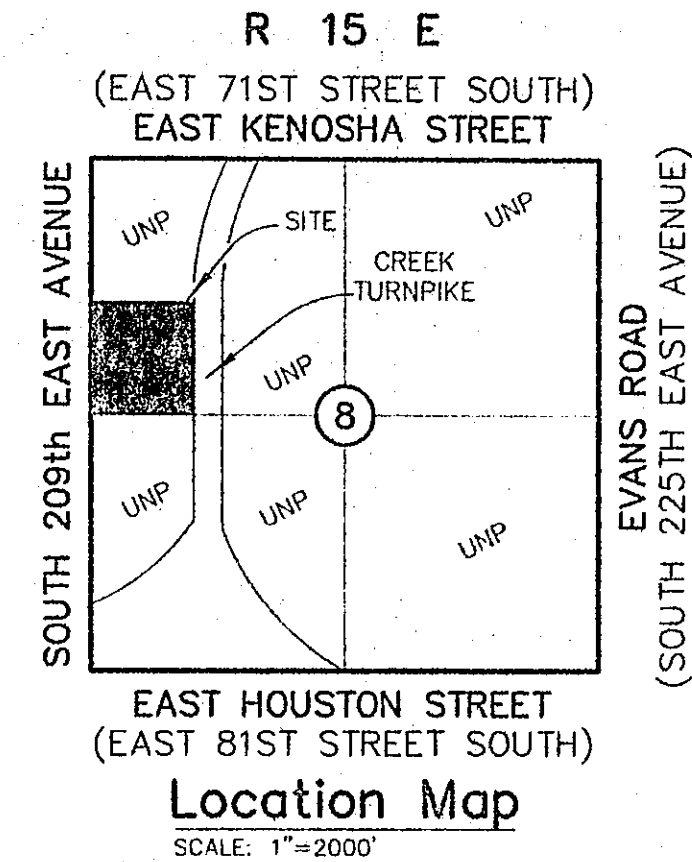 R 15 E
(EAST 71ST STREET SOUTH)
EAST KENOSHA STREET
SOUTH 209th EAST AVENUE
UNP
SITE
UNP
CREEK
TURNPIKE
UNP
8
UNP
UNP
UNP
EVANS ROAD
(SOUTH 225TH EAST AVENUE)
EAST HOUSTON STREET
(EAST 81ST STREET SOUTH)
Location Map
SCALE: 1"=2000'